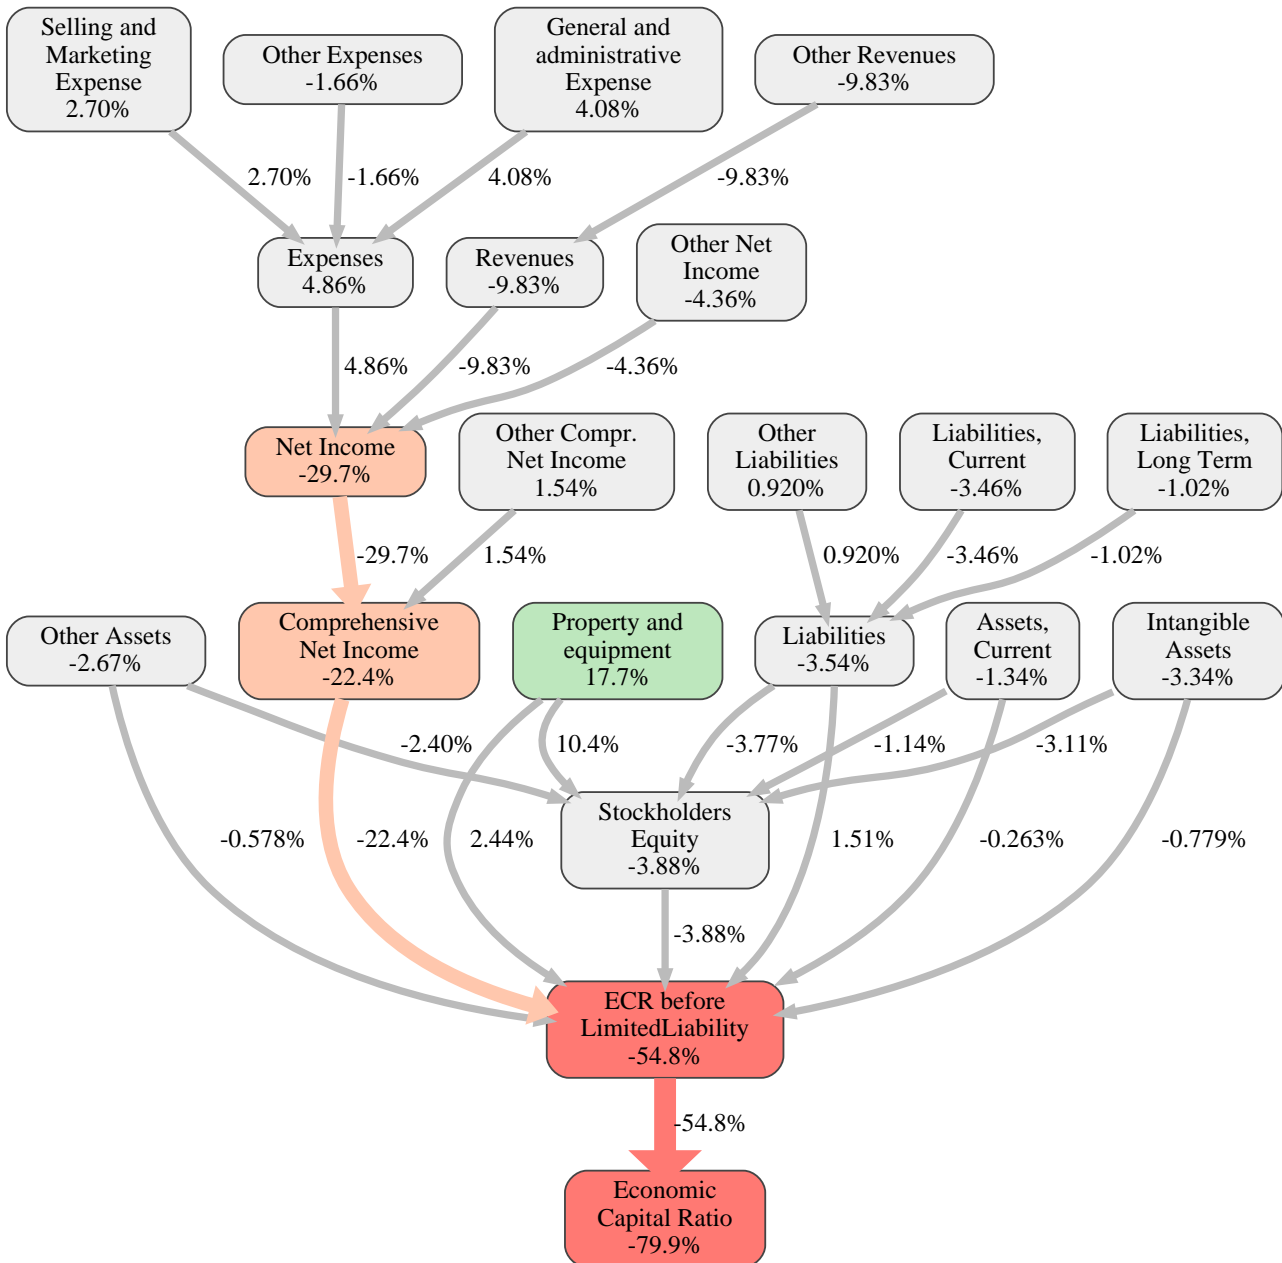 Selling and
Marketing
Expense
2.70%
Other Expenses
-1.66%
General and
administrative
Expense
4.08%
Other Revenues
-9.83%
2.70%
-1.66%
4.08%
-9.83%
Expenses
4.86%
Revenues
-9.83%
Other Net
Income
-4.36%
4.86%
-9.83%
-4.36%
Net Income
-29.7%
Other Compr.
Net Income
1.54%
Other
Liabilities
0.920%
Liabilities,
Current
-3.46%
Liabilities,
Long Term
-1.02%
-29.7%
1.54%
0.920%
-3.46%
-1.02%
Other Assets
-2.67%
Comprehensive
Net Income
-22.4%
Property and
equipment
17.7%
Liabilities
-3.54%
Assets,
Current
-1.34%
Intangible
Assets
-3.34%
-2.40%
10.4%
-3.77%
-1.14%
-3.11%
-0.578%
-22.4%
2.44%
Stockholders
Equity
-3.88%
1.51%
-0.263%
-0.779%
-3.88%
ECR before
LimitedLiability
-54.8%
-54.8%
Economic
Capital Ratio
-79.9%